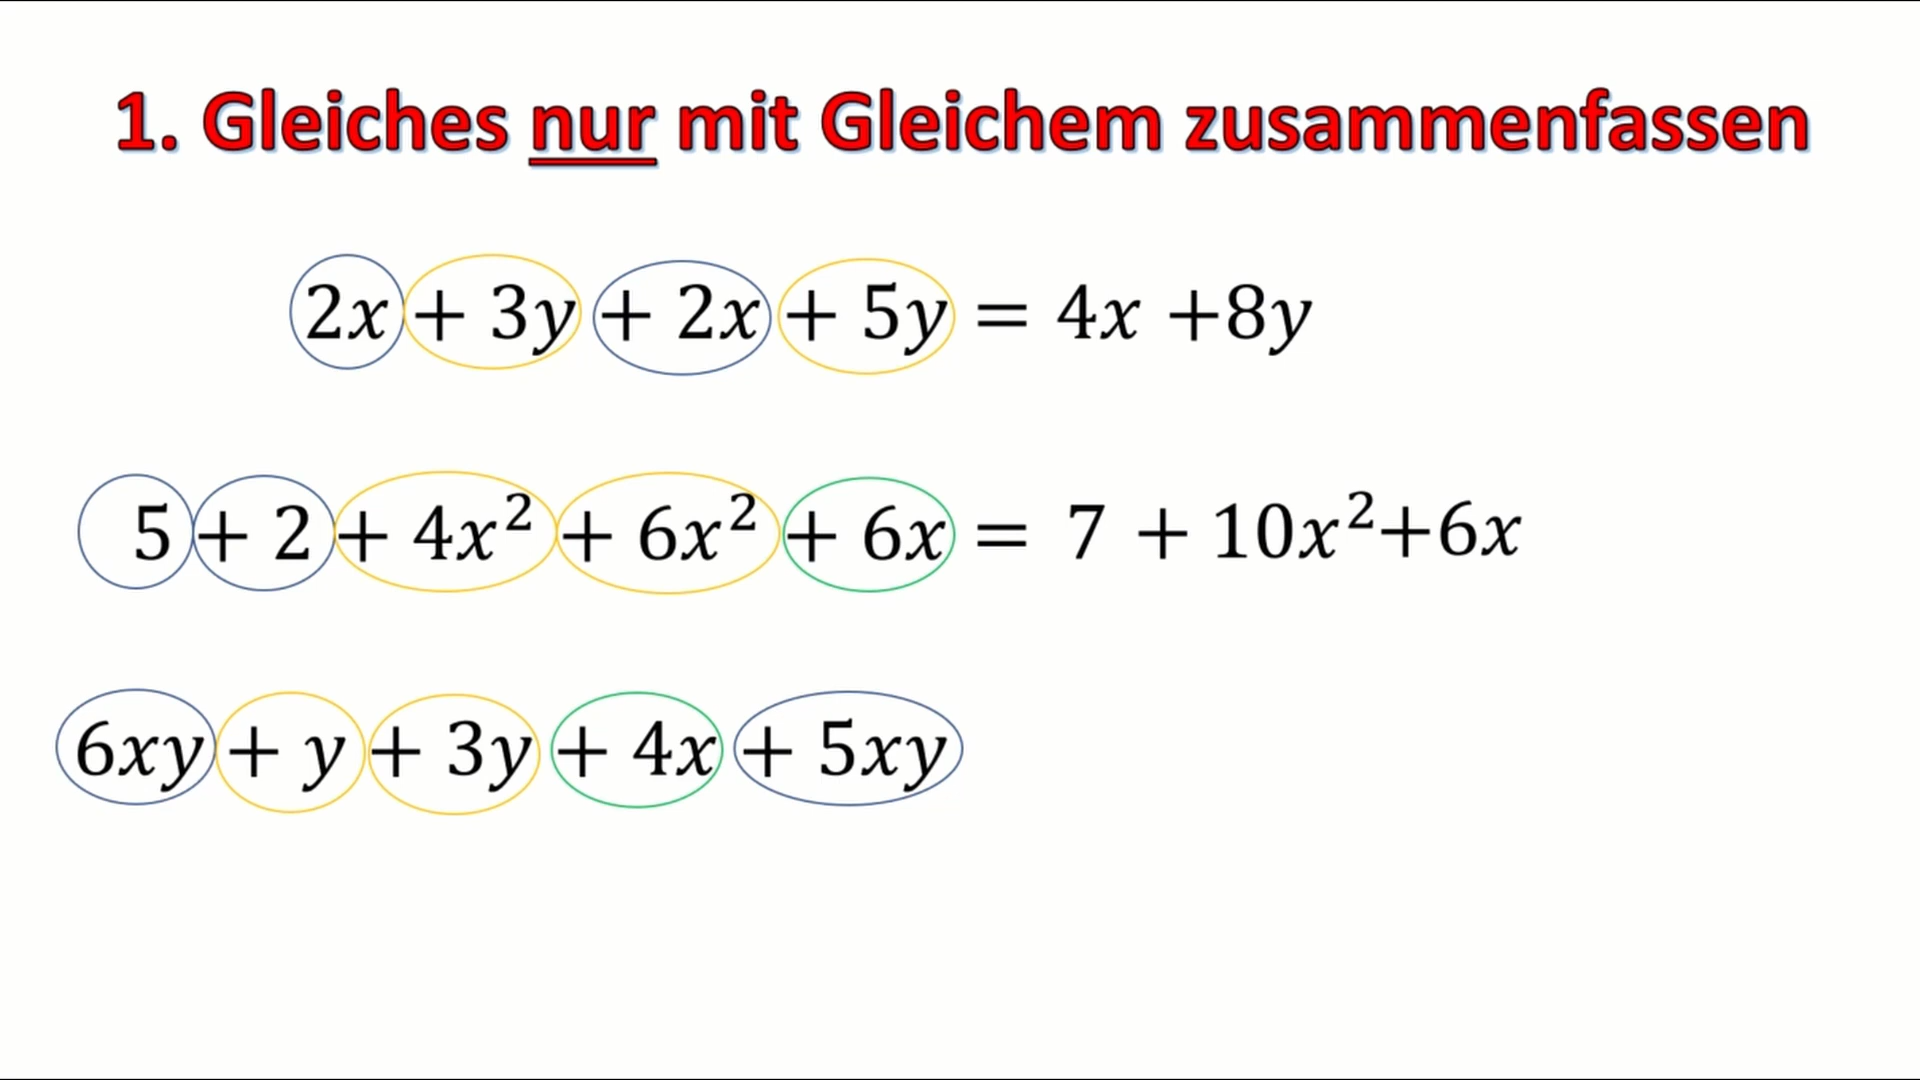 1. Gleiches nur mit Gleichem zusammenfassen
2x + 3y + 2x + 5y = 4x +8y
5 + 2 + 4x² + 6x² + 6x = 7 + 10x²+6x
6xy + y + 3y + 4x + 5xy